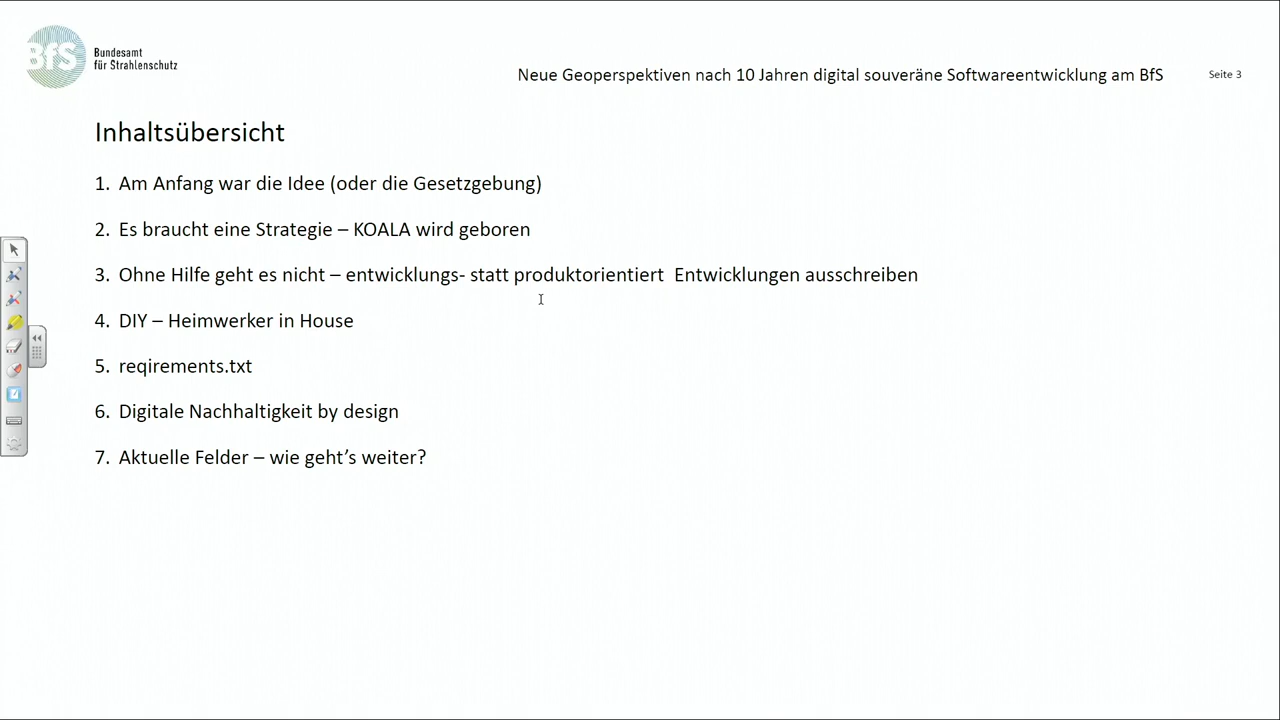 BfS
Bundesamt
für Strahlenschutz
Neue Geoperspektiven nach 10 Jahren digital souveräne Softwareentwicklung am BfS
Seite 3
Inhaltsübersicht
1. Am Anfang war die Idee (oder die Gesetzgebung)
2. Es braucht eine Strategie – KOALA wird geboren
3. Ohne Hilfe geht es nicht – entwicklungs- statt produktorientiert Entwicklungen ausschreiben
4. DIY – Heimwerker in House
5. reqirements.txt
6. Digitale Nachhaltigkeit by design
7. Aktuelle Felder – wie geht’s weiter?